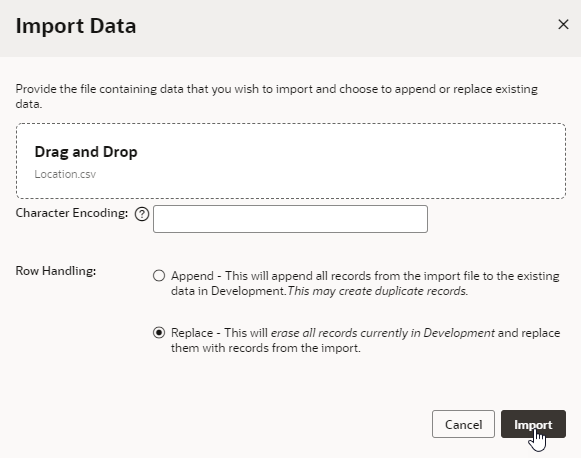 Import Data
Provide the file containing data that you wish to import and choose to append or replace existing
data.
Drag and Drop
Location.csv
Character Encoding: ?
Row Handling:
Append - This will append all records from the import file to the existing
data in Development.This may create duplicate records.
Replace - This will erase all records currently in Development and replace
them with records from the import.
Cancel
Import